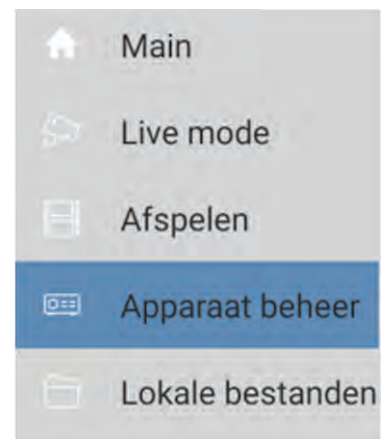 Main
Live mode
Afspelen
Apparaat beheer
Lokale bestanden